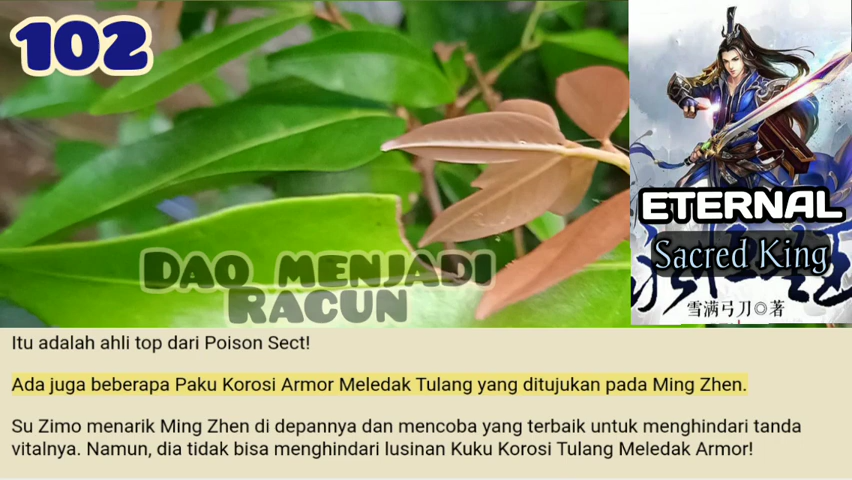 102
DAO MENJADI
RACUN
ETERNAL
Sacred King
雪满弓刀◎著
Itu adalah ahli top dari Poison Sect!
Ada juga beberapa Paku Korosi Armor Meledak Tulang yang ditujukan pada Ming Zhen.
Su Zimo menarik Ming Zhen di depannya dan mencoba yang terbaik untuk menghindari tanda
vitalnya. Namun, dia tidak bisa menghindari lusinan Kuku Korosi Tulang Meledak Armor!